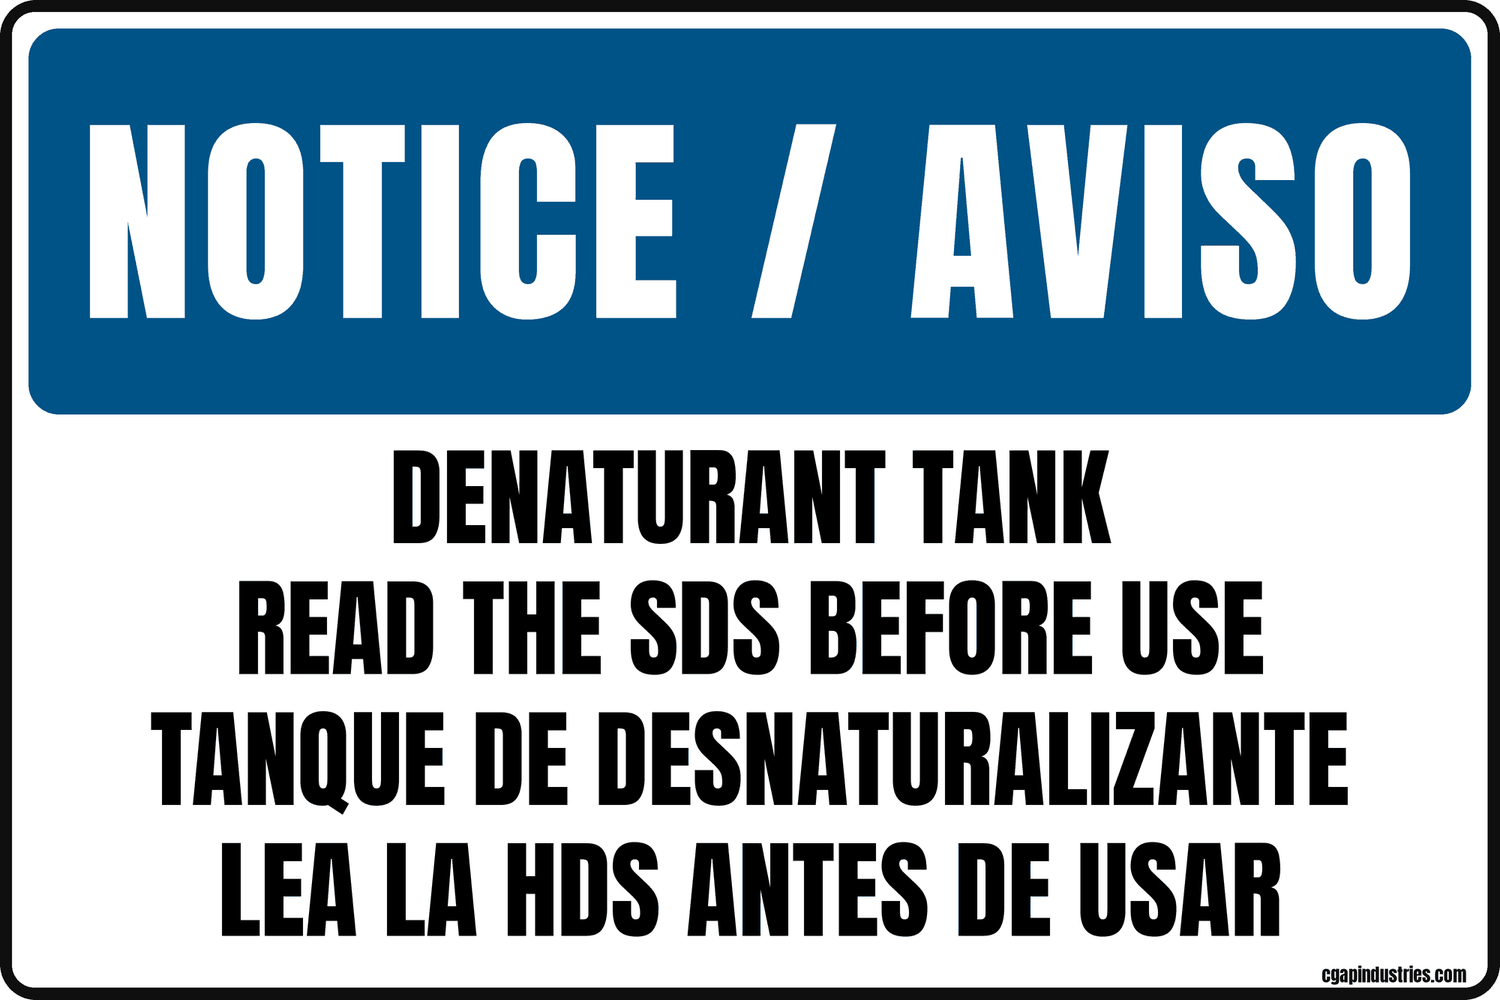 NOTICE / AVISO
DENATURANT TANK
READ THE SDS BEFORE USE
TANQUE DE DESNATURALIZANTE
LEA LA HDS ANTES DE USAR
cgapindustries.com